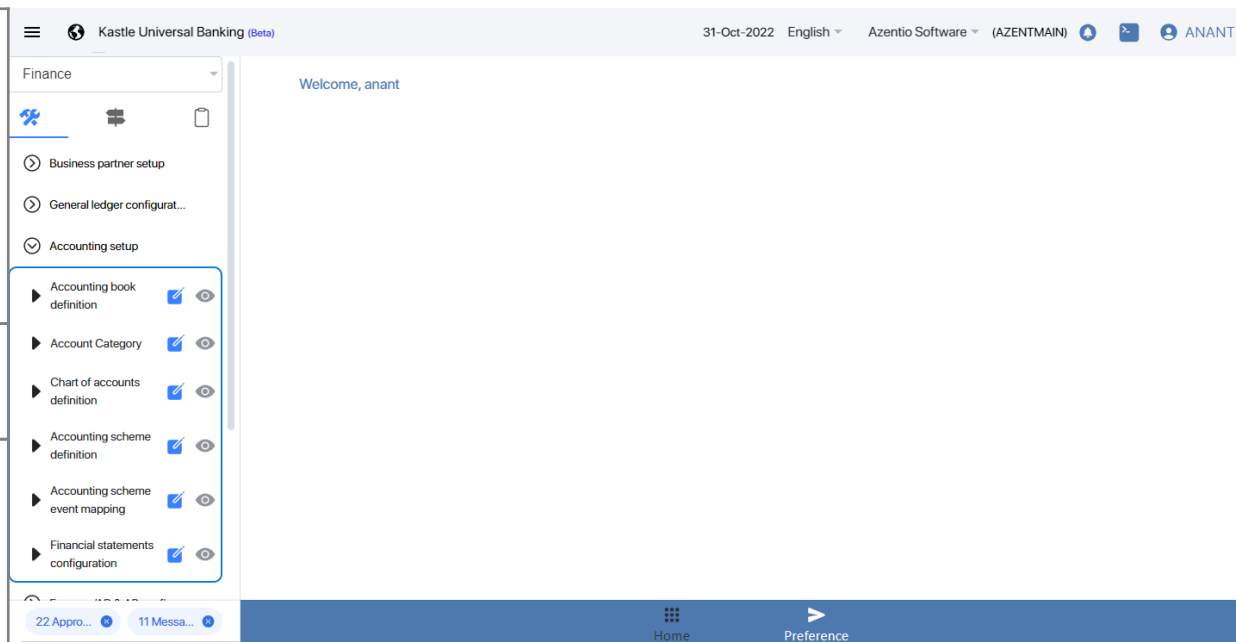 Kastle Universal Banking (Beta)
31-Oct-2022 English Azentio Software (AZENTMAIN) ANANT
Finance
Welcome, anant
Business partner setup
General ledger configurat...
Accounting setup
Accounting book
definition
Account Category
Chart of accounts
definition
Accounting scheme
definition
Accounting scheme
event mapping
Financial statements
configuration
22 Appro... 11 Messa...
Home Preference